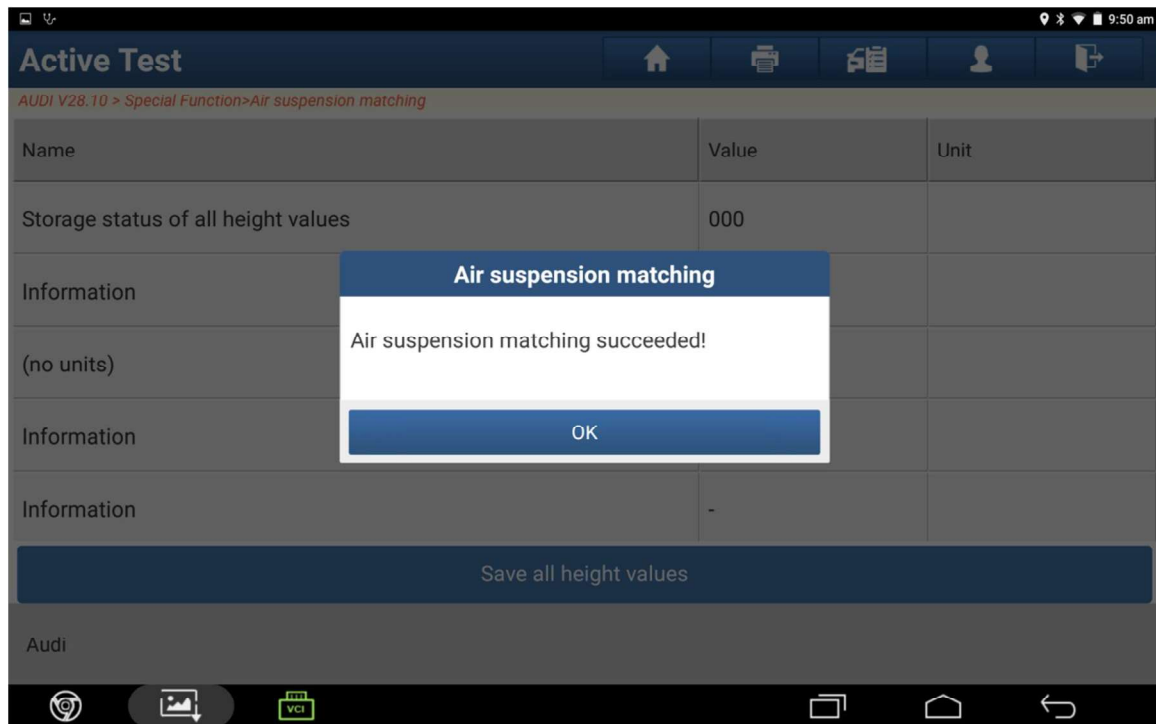 9:50 am
Active Test
AUDI V28.10 > Special Function>Air suspension matching
Name Value Unit
Storage status of all height values 000
Air suspension matching
Information
Air suspension matching succeeded!
(no units)
OK
Information
Information -
Save all height values
Audi
VCI